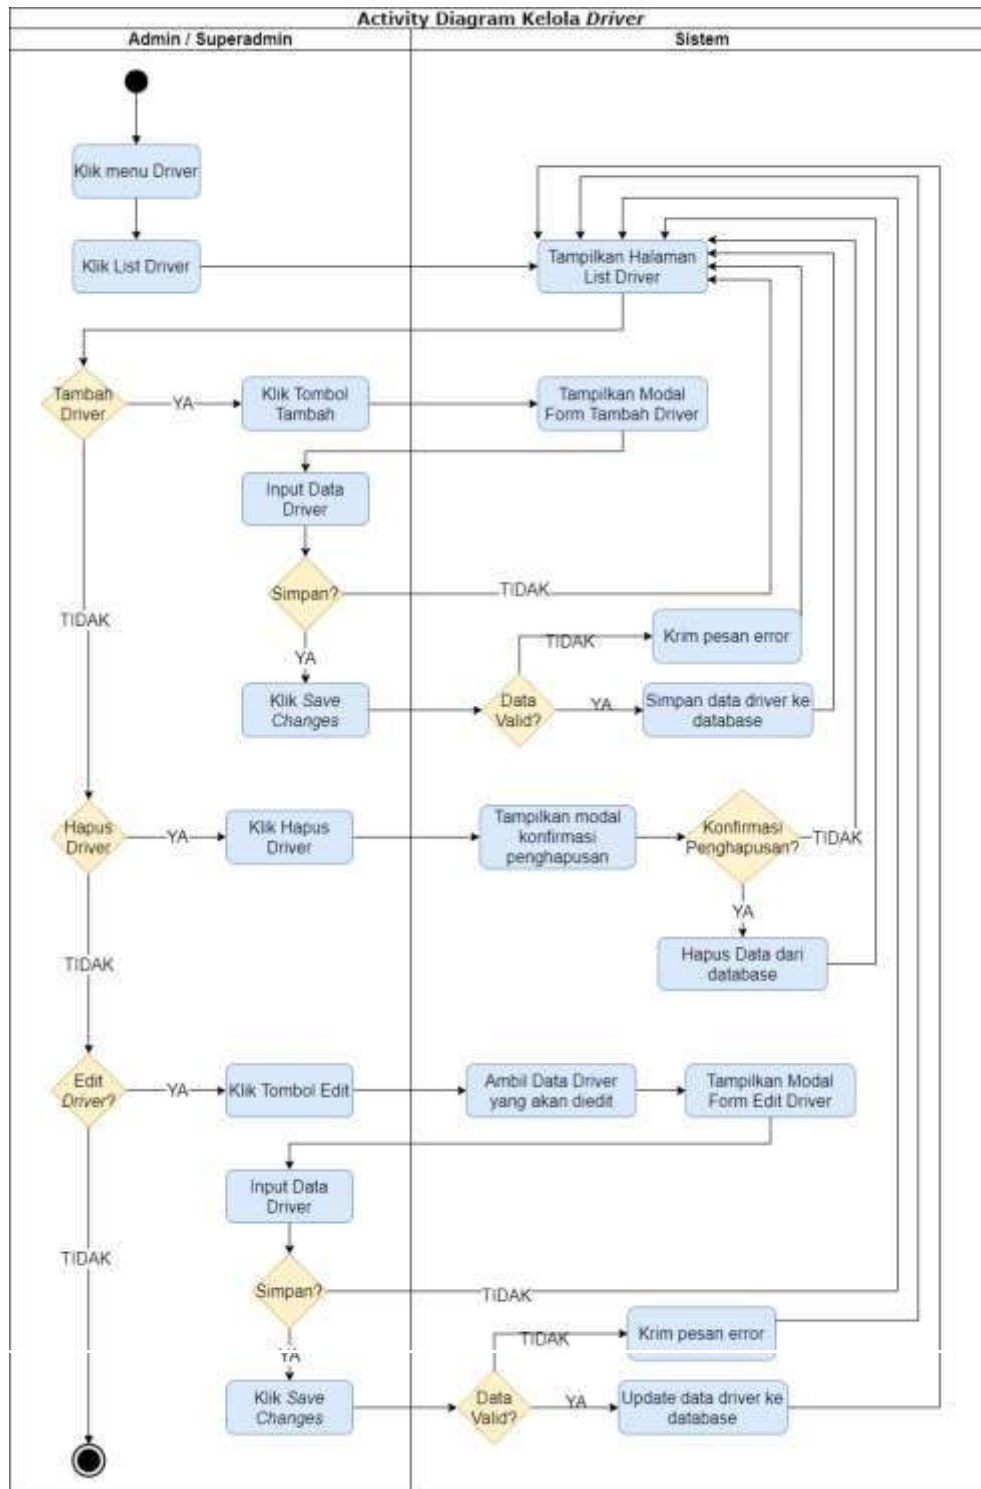 Activity Diagram Kelola Driver
Admin / Superadmin
Sistem
Klik menu Driver
Klik List Driver
Tampilkan Halaman
List Driver
Tambah
Driver
YA
Klik Tombol
Tambah
Tampilkan Modal
Form Tambah Driver
Input Data
Driver
Simpan?
TIDAK
TIDAK
YA
TIDAK
Krim pesan error
Klik Save
Changes
Data
Valid?
YA
Simpan data driver ke
database
Hapus
Driver
YA
Klik Hapus
Driver
Tampilkan modal
konfirmasi
penghapusan
Konfirmasi
Penghapusan?
TIDAK
YA
TIDAK
Hapus Data dari
database
Edit
Driver?
YA
Klik Tombol Edit
Ambil Data Driver
yang akan diedit
Tampilkan Modal
Form Edit Driver
Input Data
Driver
TIDAK
Simpan?
TIDAK
YA
TIDAK
Krim pesan error
Klik Save
Changes
Data
Valid?
YA
Update data driver ke
database